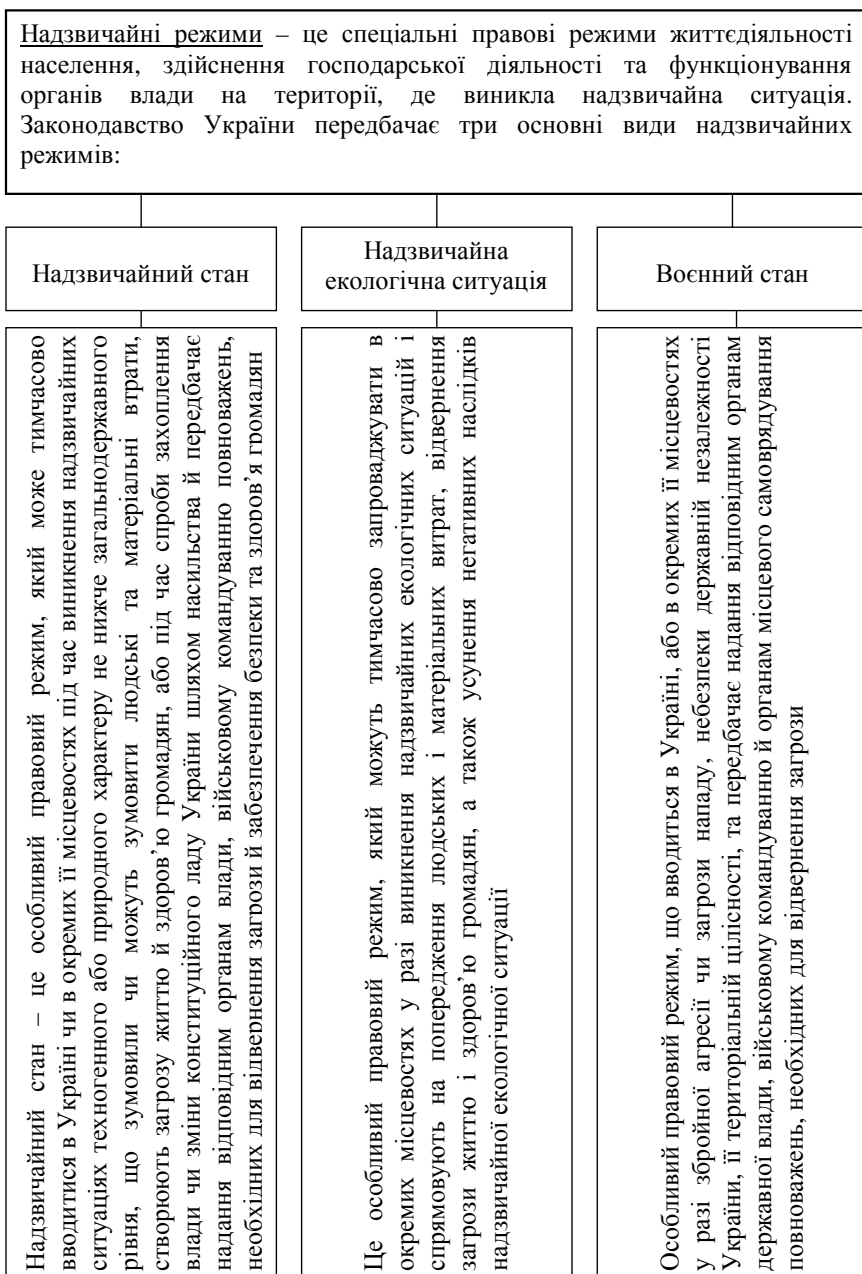 Надзвичайні режими – це спеціальні правові режими життєдіяльності
населення, здійснення господарської діяльності та функціонування
органів влади на території, де виникла надзвичайна ситуація.
Законодавство України передбачає три основні види надзвичайних
режимів:
Надзвичайний стан
Надзвичайний стан – це особливий правовий режим, який може тимчасово
вводитися в Україні чи в окремих її місцевостях під час виникнення надзвичайних
ситуаціях техногенного або природного характеру не нижче загальнодержавного
рівня, що зумовили чи можуть зумовити людські та матеріальні втрати,
створюють загрозу життю й здоров’ю громадян, або під час спроби захоплення
влади чи зміни конституційного ладу України шляхом насильства й передбачає
надання відповідним органам влади, військовому командуванню повноважень,
необхідних для відвернення загрози й забезпечення безпеки та здоров'я громадян
Надзвичайна
екологічна ситуація
Це особливий правовий режим, який можуть тимчасово запроваджувати в
окремих місцевостях у разі виникнення надзвичайних екологічних ситуацій і
спрямовують на попередження людських і матеріальних витрат, відвернення
загрози життю і здоров’ю громадян, а також усунення негативних наслідків
надзвичайної екологічної ситуації
Воєнний стан
Особливий правовий режим, що вводиться в Україні, або в окремих її місцевостях
у разі збройної агресії чи загрози нападу, небезпеки державній незалежності
України, її територіальній цілісності, та передбачає надання відповідним органам
державної влади, військовому командуванню й органам місцевого самоврядування
повноважень, необхідних для відвернення загрози